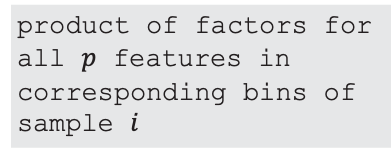 product of factors for
all p features in
corresponding bins of
sample i